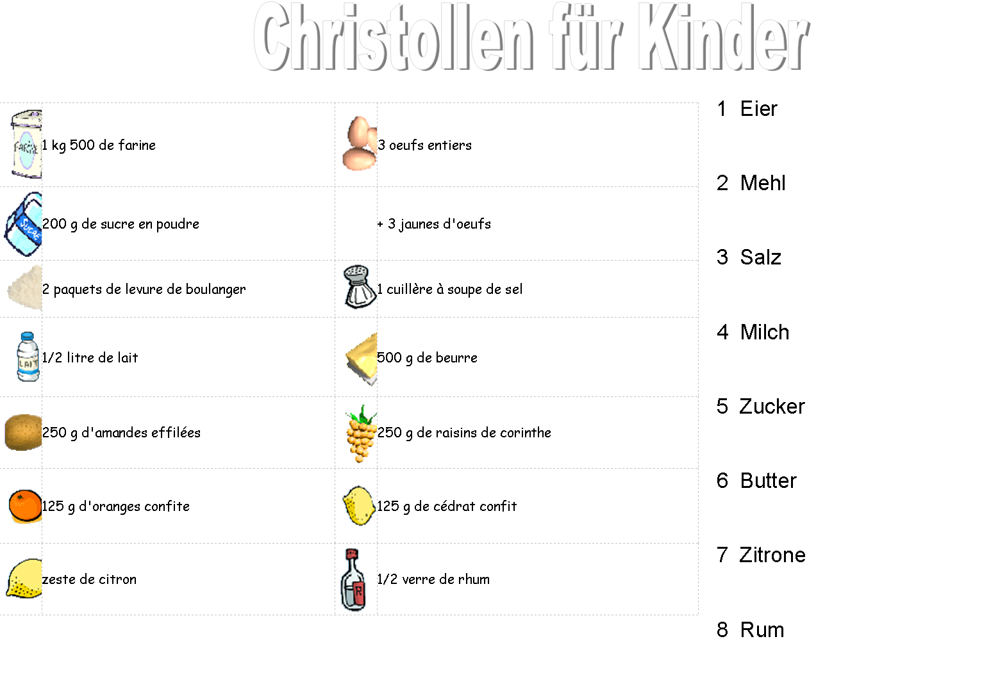 Christollen für Kinder
FARINE
1 kg 500 de farine
3 oeufs entiers
SUCRE
200 g de sucre en poudre
+ 3 jaunes d'oeufs
2 paquets de levure de boulanger
1 cuillère à soupe de sel
LAIT
1/2 litre de lait
500 g de beurre
250 g d'amandes effilées
250 g de raisins de corinthe
125 g d'oranges confite
125 g de cédrat confit
zeste de citron
R
1/2 verre de rhum
1 Eier
2 Mehl
3 Salz
4 Milch
5 Zucker
6 Butter
7 Zitrone
8 Rum